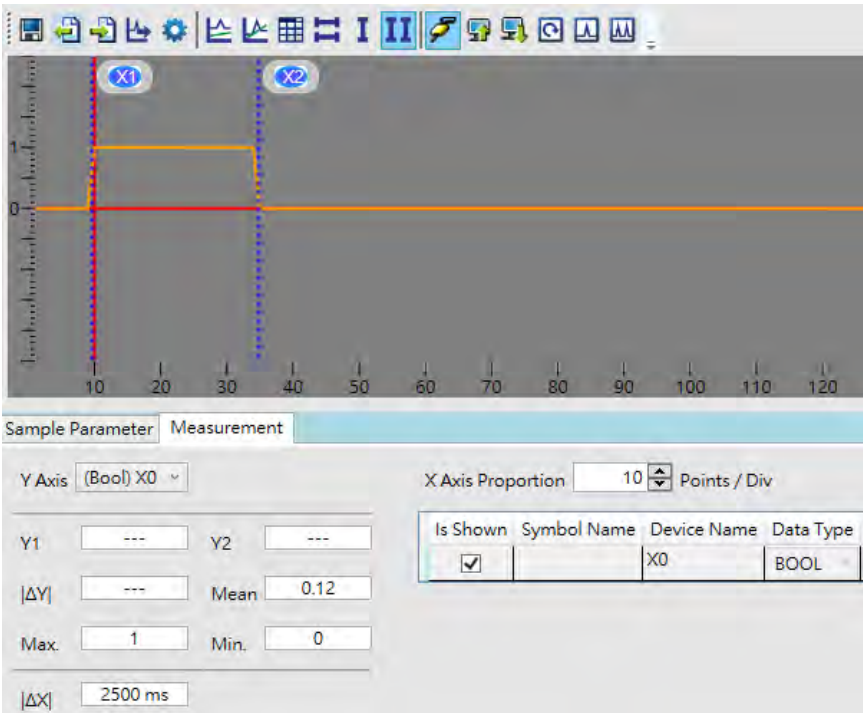 X1 X2
1
0
10 20 30 40 50 60 70 80 90 100 110 120
Sample Parameter Measurement
Y Axis (Bool) X0 X Axis Proportion 10 Points / Div
Is Shown Symbol Name Device Name Data Type
X0 BOOL
Y1 --- Y2 ---
|ΔY| --- Mean 0.12
Max. 1 Min. 0
|ΔX| 2500 ms